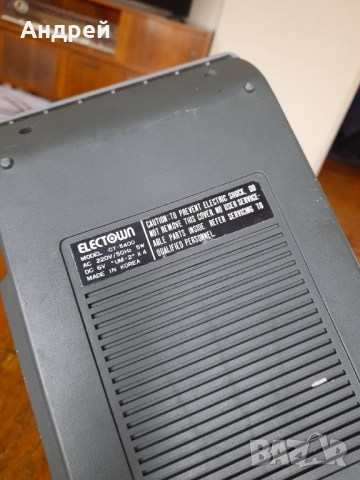 Андрей
ELECTOWN
MODEL CT-5400
AC 220V/50Hz 5W
DC 6V "UM-2" X 4
MADE IN KOREA
CAUTION: TO PREVENT ELECTRIC SHOCK, DO
NOT REMOVE THIS COVER. NO USER SERVICE-
ABLE PARTS INSIDE. REFER SERVICING TO
QUALIFIED PERSONNEL.
BAZAR